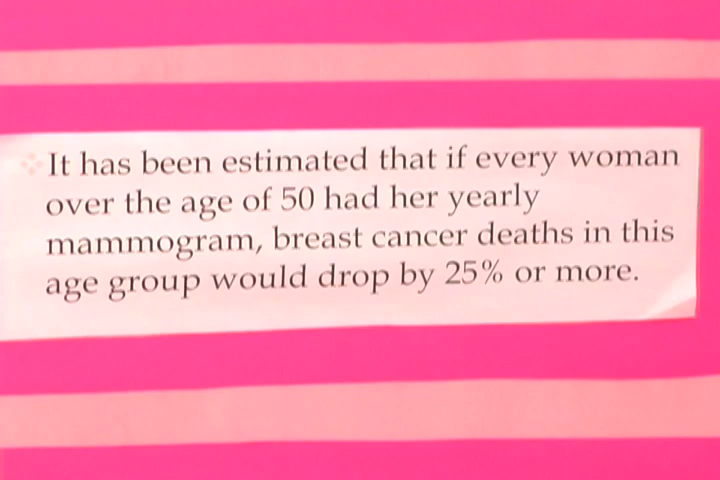 It has been estimated that if every woman
over the age of 50 had her yearly
mammogram, breast cancer deaths in this
age group would drop by 25% or more.